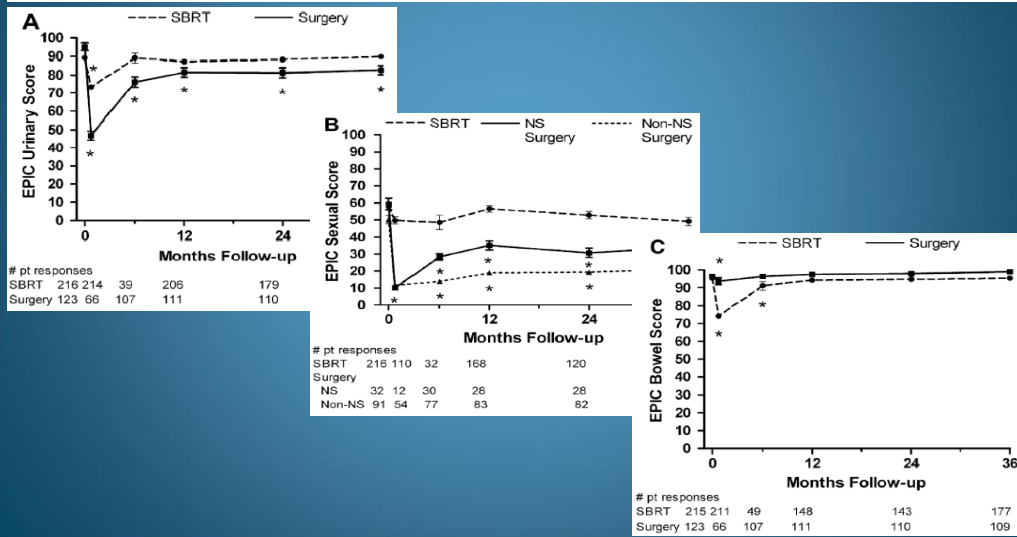 A
SBRT Surgery
EPIC Urinary Score
100
90
80
70
60
50
40
30
20
10
0
* * * * * *
0 12 24
Months Follow-up
# pt responses
SBRT 216 214 39 206 179
Surgery 123 66 107 111 110
B
SBRT NS Surgery Non-NS Surgery
EPIC Sexual Score
100
90
80
70
60
50
40
30
20
10
0
* * * * * * *
0 12 24
Months Follow-up
# pt responses
SBRT 216 110 32 168 120
Surgery
NS 32 12 30 28 28
Non-NS 91 54 77 83 82
C
SBRT Surgery
EPIC Bowel Score
100
90
80
70
60
50
40
30
20
10
0
* * *
0 12 24 36
Months Follow-up
# pt responses
SBRT 215 211 49 148 143 177
Surgery 123 66 107 111 110 109